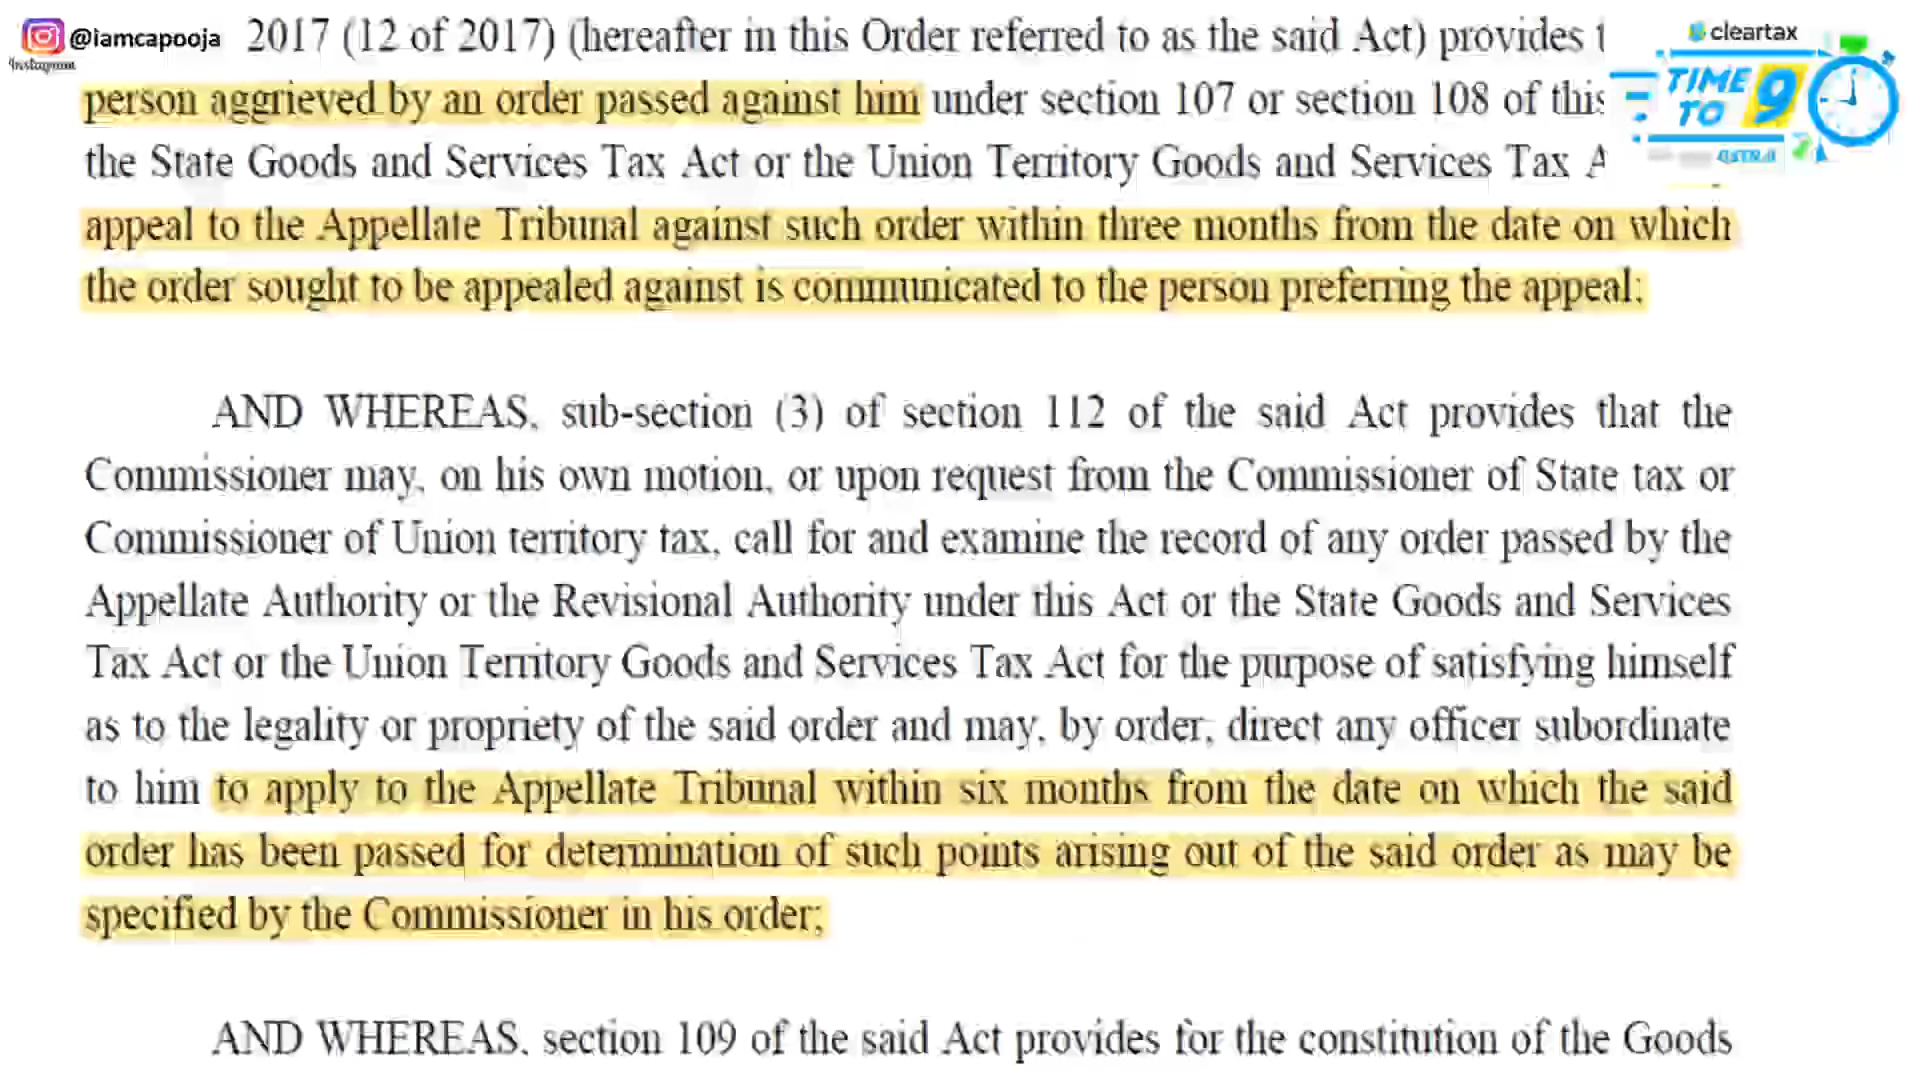 @iamcapooja
Instagram
cleartax
TIME
TO 9
2017 (12 of 2017) (hereafter in this Order referred to as the said Act) provides t
person aggrieved by an order passed against him under section 107 or section 108 of this
the State Goods and Services Tax Act or the Union Territory Goods and Services Tax A
appeal to the Appellate Tribunal against such order within three months from the date on which
the order sought to be appealed against is communicated to the person preferring the appeal;
AND WHEREAS, sub-section (3) of section 112 of the said Act provides that the
Commissioner may, on his own motion, or upon request from the Commissioner of State tax or
Commissioner of Union territory tax, call for and examine the record of any order passed by the
Appellate Authority or the Revisional Authority under this Act or the State Goods and Services
Tax Act or the Union Territory Goods and Services Tax Act for the purpose of satisfying himself
as to the legality or propriety of the said order and may, by order, direct any officer subordinate
to him to apply to the Appellate Tribunal within six months from the date on which the said
order has been passed for determination of such points arising out of the said order as may be
specified by the Commissioner in his order;
AND WHEREAS, section 109 of the said Act provides for the constitution of the Goods